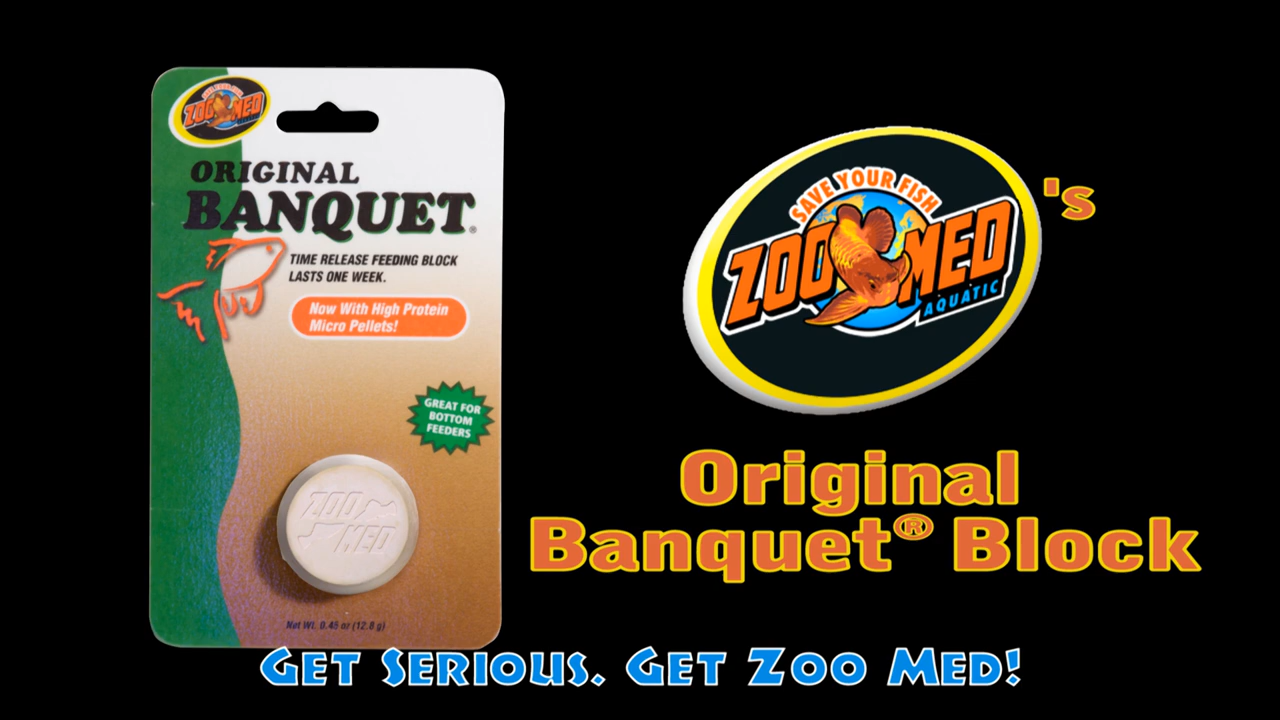 ZOO MED
ORIGINAL
BANQUET®
TIME RELEASE FEEDING BLOCK
LASTS ONE WEEK.
Now With High Protein
Micro Pellets!
GREAT FOR
BOTTOM
FEEDERS
ZOO
MED
Net Wt. 0.45 oz (12.8 g)
SAVE YOUR FISH
ZOO MED
AQUATIC
's
Original
Banquet® Block
GET SERIOUS. GET ZOO MED!